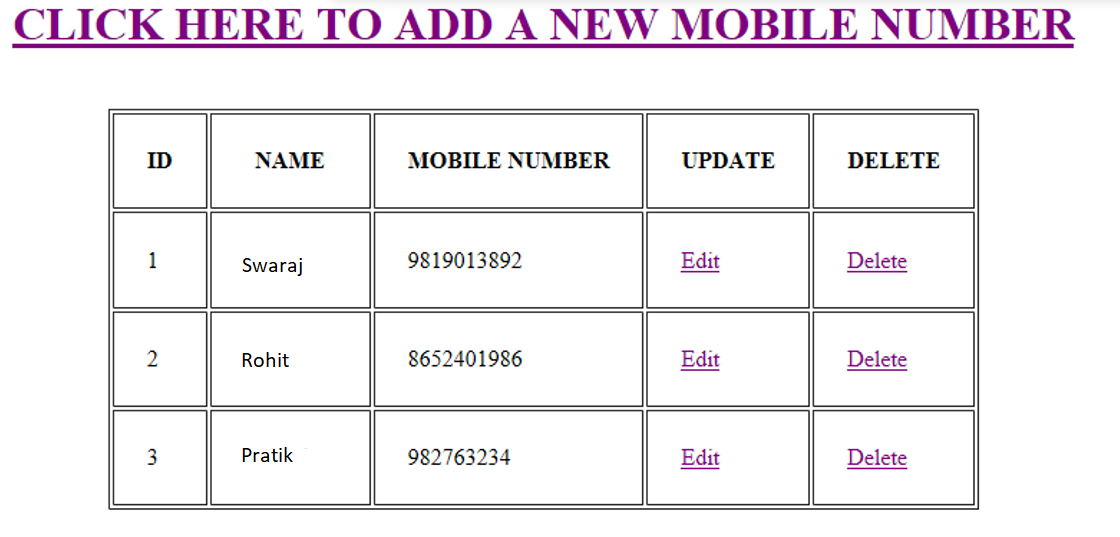 CLICK HERE TO ADD A NEW MOBILE NUMBER
ID NAME MOBILE NUMBER UPDATE DELETE
1 Swaraj 9819013892 Edit Delete
2 Rohit 8652401986 Edit Delete
3 Pratik 982763234 Edit Delete